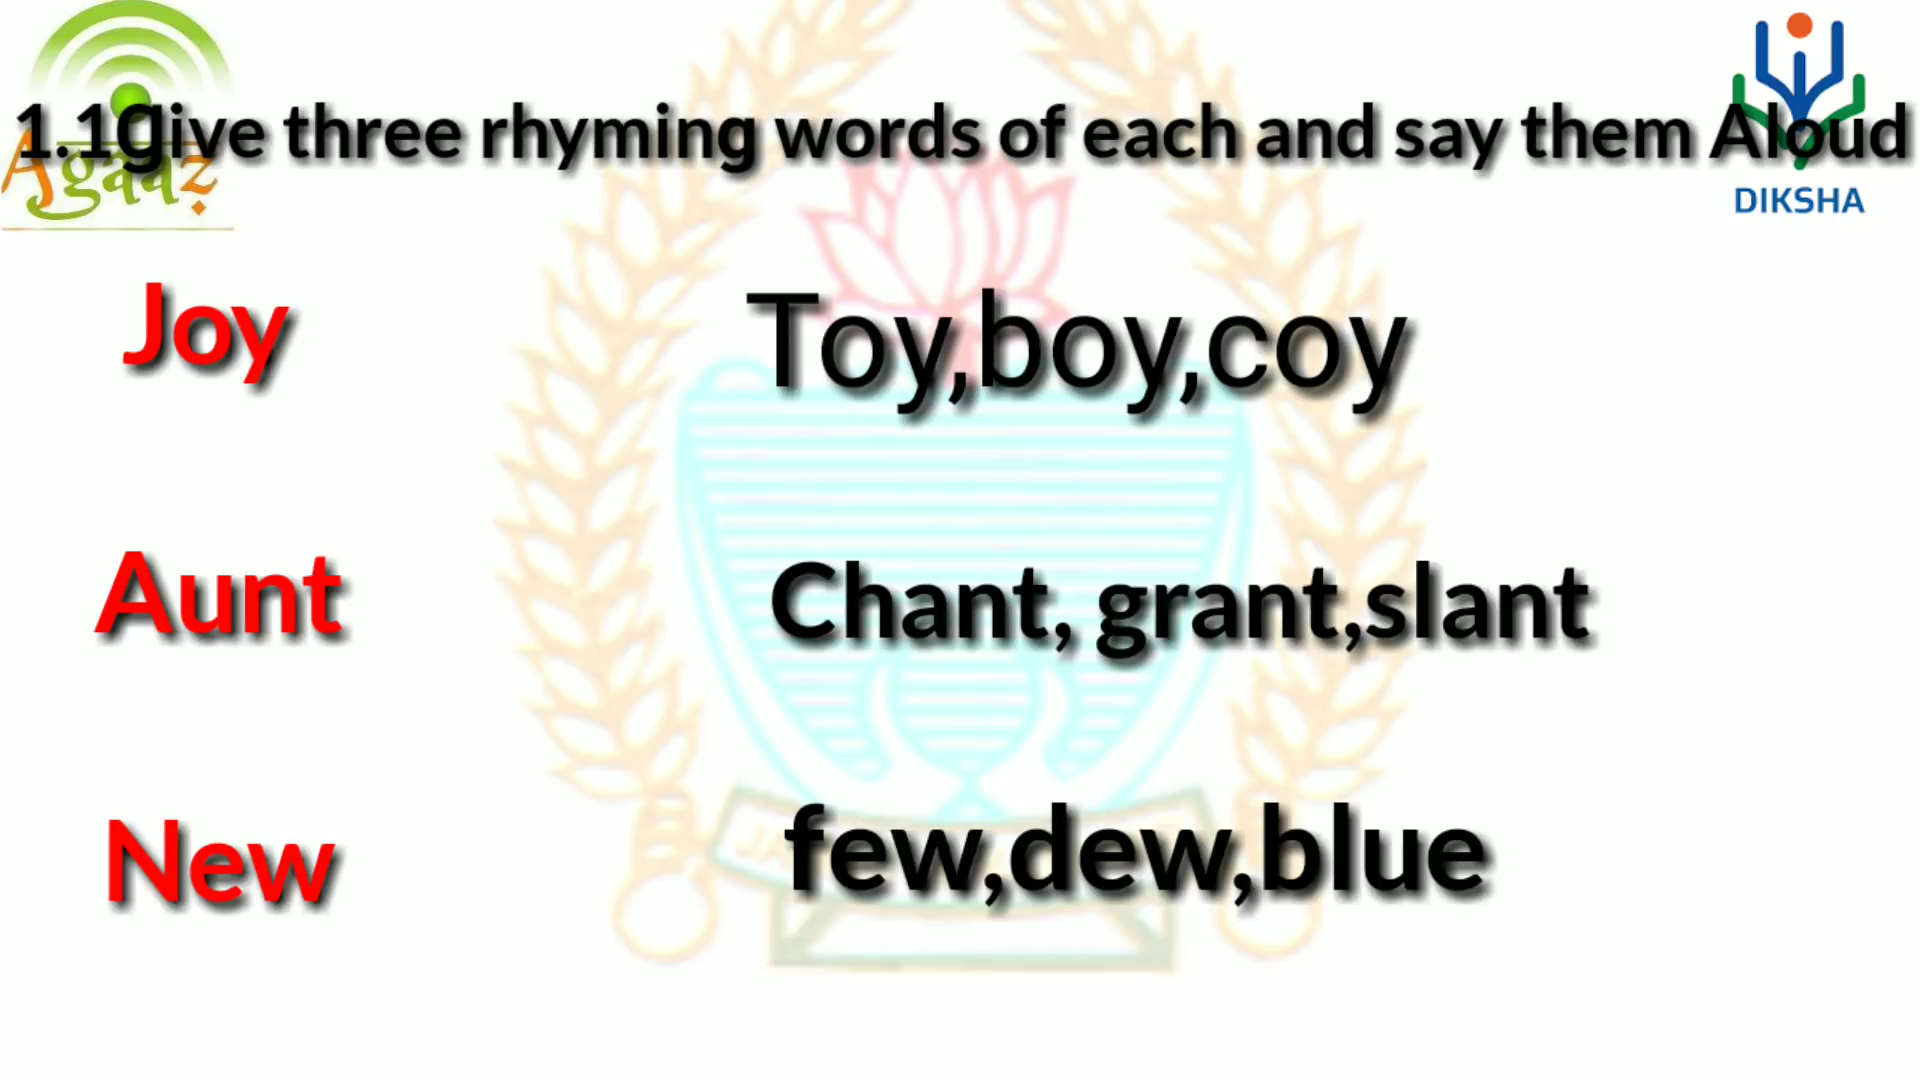 1.1Give three rhyming words of each and say them Aloud
Agaaz
DIKSHA
Joy
Toy,boy,coy
Aunt
Chant, grant,slant
New
few,dew,blue